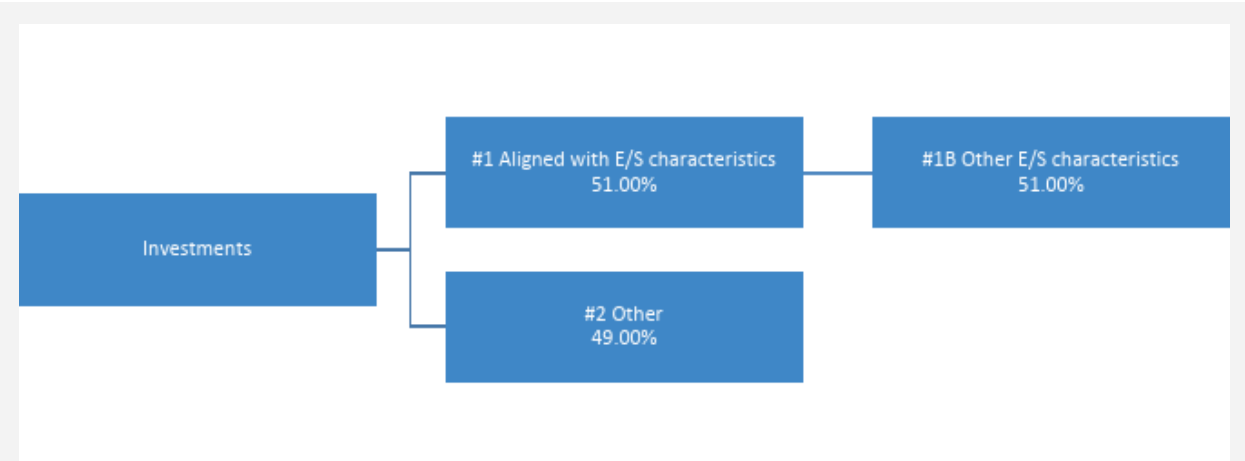 Investments
#1 Aligned with E/S characteristics
51.00%
#1B Other E/S characteristics
51.00%
#2 Other
49.00%